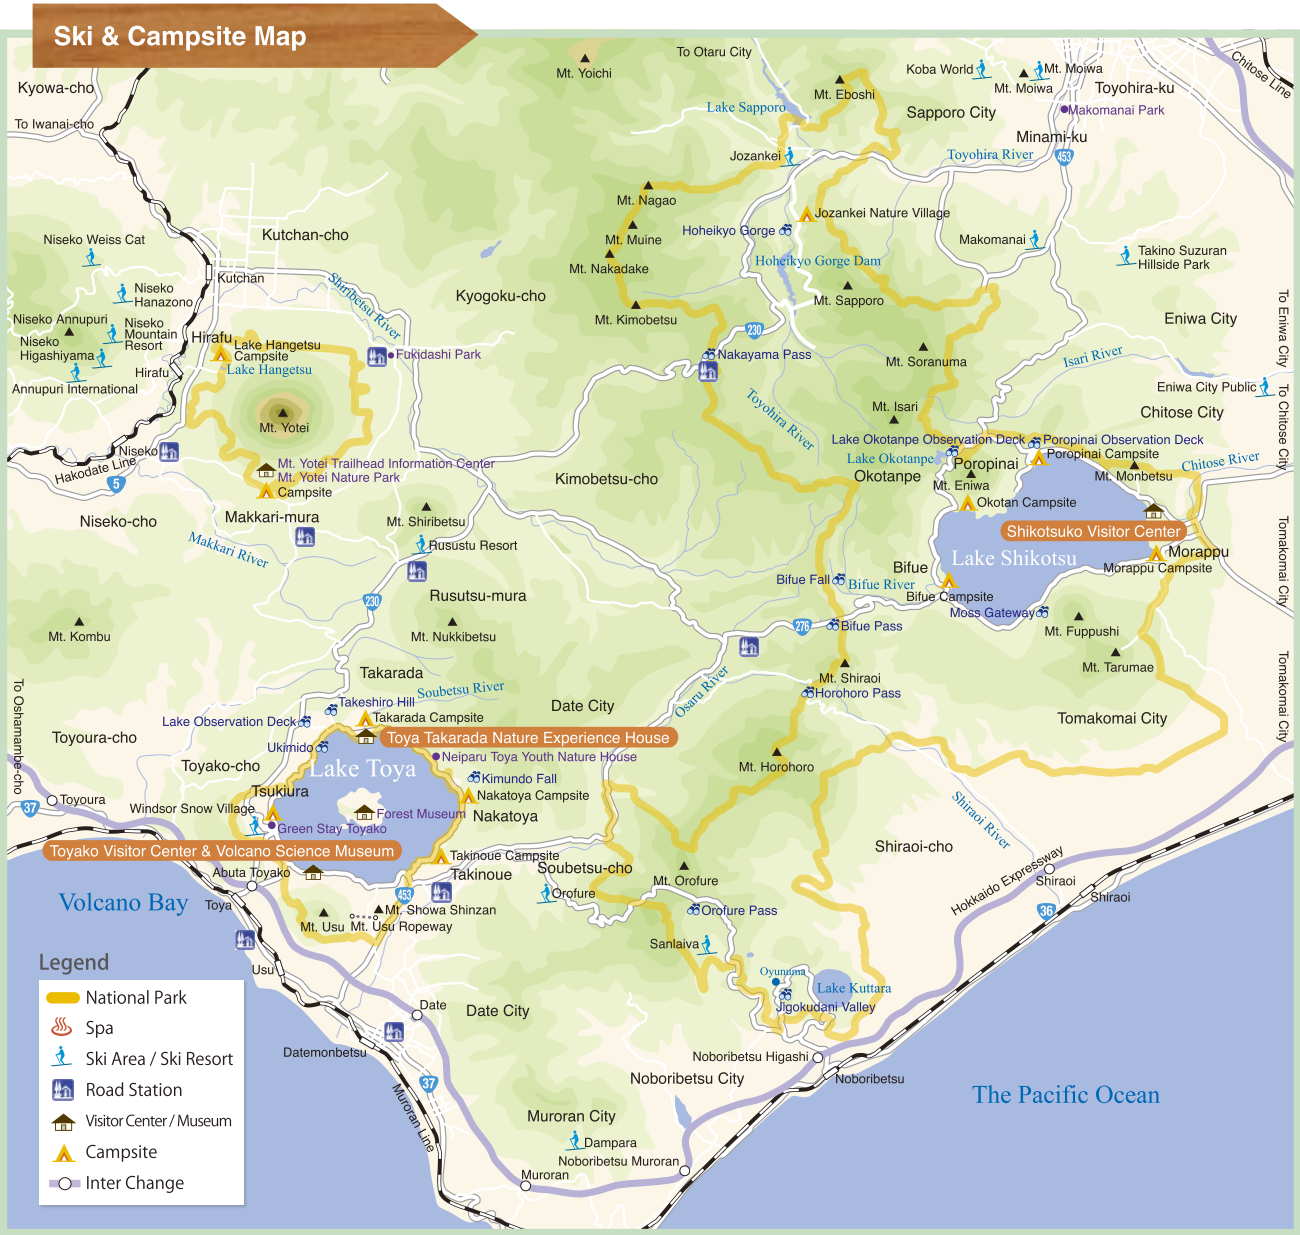 Ski & Campsite Map
Kyowa-cho
To Iwanai-cho
Mt. Yoichi
To Otaru City
Lake Sapporo
Mt. Eboshi
Koba World
Mt. Moiwa
Mt. Moiwa
Toyohira-ku
Chitose Line
Sapporo City
Makomanai Park
Minami-ku
453
Toyohira River
Jozankei
Mt. Nagao
Jozankei Nature Village
Mt. Muine
Hoheikyo Gorge
Makomanai
Takino Suzuran
Hillside Park
Niseko Weiss Cat
Kutchan-cho
Mt. Nakadake
Hoheikyo Gorge Dam
Kutchan
Shiribetsu River
Kyogoku-cho
Niseko
Hanazono
Mt. Sapporo
Mt. Kimobetsu
To Eniwa City
Eniwa City
Niseko Annupuri
Niseko
Mountain
Resort
Niseko
Higashiyama
Hirafu
Lake Hangetsu
Campsite
Lake Hangetsu
Hirafu
Fukidashi Park
230
Nakayama Pass
Mt. Soranuma
Isari River
Annupuri International
Eniwa City Public
To Chitose City
Toyohira River
Mt. Isari
Chitose City
Mt. Yotei
Lake Okotanpe Observation Deck
Poropinai Observation Deck
Poropinai Campsite
Niseko
Hakodate Line
5
Mt. Yotei Trailhead Information Center
Mt. Yotei Nature Park
Campsite
Lake Okotanpe
Poropinai
Okotanpe
Mt. Eniwa
Mt. Monbetsu
Chitose River
Kimobetsu-cho
Okotan Campsite
Niseko-cho
Makkari-mura
Mt. Shiribetsu
Shikotsuko Visitor Center
Tomakomai City
Makkari River
Rusustu Resort
Lake Shikotsu
Morappu
Morappu Campsite
Bifue
Bifue Fall
Bifue River
Bifue Campsite
Moss Gateway
230
Rusutsu-mura
276
Bifue Pass
Mt. Fuppushi
Mt. Kombu
Mt. Nukkibetsu
Mt. Tarumae
Tomakomai City
Takarada
Soubetsu River
Osaru River
Mt. Shiraoi
Horohoro Pass
To Oshamambe-cho
Takeshiro Hill
Lake Observation Deck
Takarada Campsite
Date City
Tomakomai City
Toyoura-cho
Ukimido
Toya Takarada Nature Experience House
Neiparu Toya Youth Nature House
Toyako-cho
Lake Toya
Mt. Horohoro
Kimundo Fall
Tsukiura
Nakatoya Campsite
Toyoura
37
Windsor Snow Village
Forest Museum
Nakatoya
Green Stay Toyako
Shiraoi River
Toyako Visitor Center & Volcano Science Museum
Shiraoi-cho
Takinoue Campsite
Takinoue
Soubetsu-cho
Abuta Toyako
Mt. Orofure
Hokkaido Expressway
Shiraoi
Shiraoi
Volcano Bay
Toya
453
Orofure
Mt. Showa Shinzan
Mt. Usu
Mt. Usu Ropeway
Orofure Pass
36
Sanlaiva
Usu
Oyunuma
Lake Kuttara
Jigokudani Valley
Date
Date City
Datemonbetsu
Noboribetsu Higashi
Noboribetsu
Noboribetsu City
37
Muroran Line
The Pacific Ocean
Muroran City
Dampara
Noboribetsu Muroran
Muroran
Legend
National Park
Spa
Ski Area / Ski Resort
Road Station
Visitor Center / Museum
Campsite
Inter Change